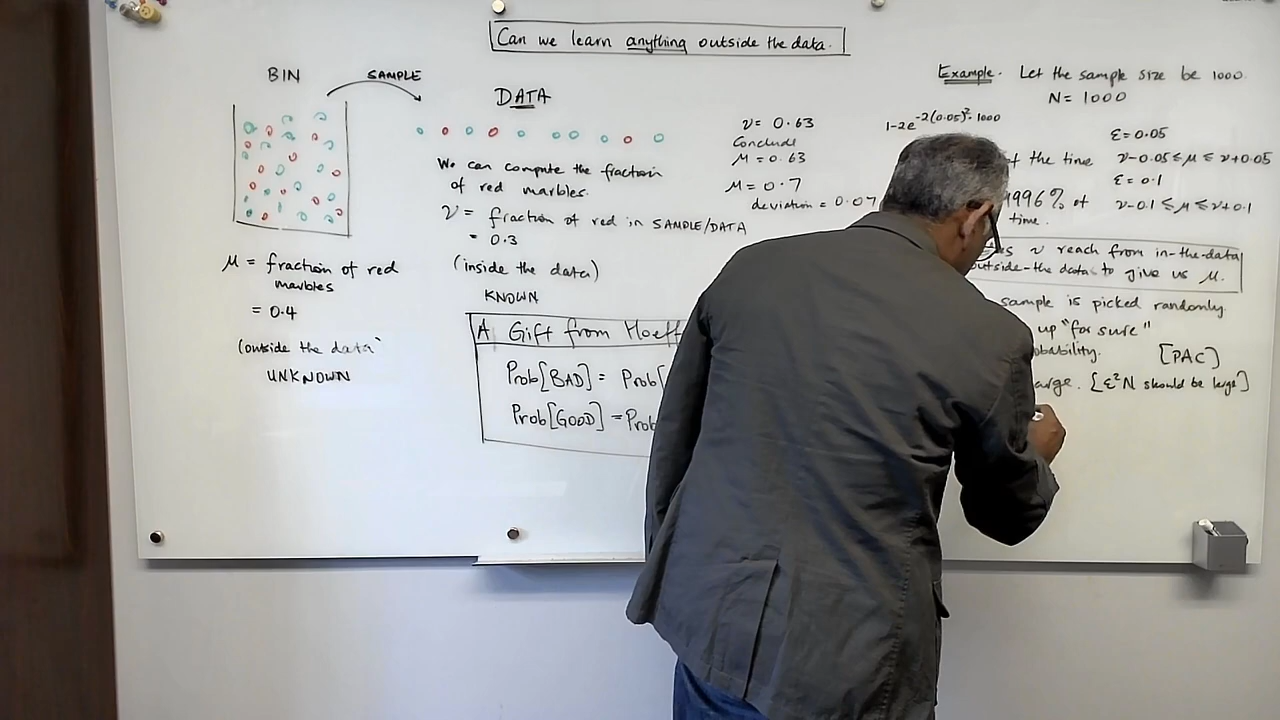 Can we learn anything outside the data.
BIN
SAMPLE
μ = fraction of red
marbles
= 0.4
(outside the data)
UNKNOWN
DATA
We can compute the fraction
of red marbles.
ν = fraction of red in SAMPLE/DATA
= 0.3
(inside the data)
KNOWN
A Gift from Hoeff
Prob[BAD] = Prob[
Prob[GOOD] = Prob
ν = 0.63
Conclude
μ = 0.63
μ = 0.7
deviation = 0.07
Example. Let the sample size be 1000.
N = 1000
1-2e^-2(0.05)²·1000
the time
996% of
time.
ε = 0.05
ν-0.05 ≤ μ ≤ ν+0.05
ε = 0.1
ν-0.1 ≤ μ ≤ ν+0.1
ν reach from in-the-data
outside-the data to give us μ.
sample is picked randomly.
up "for sure"
[PAC]
[ε²N should be large]